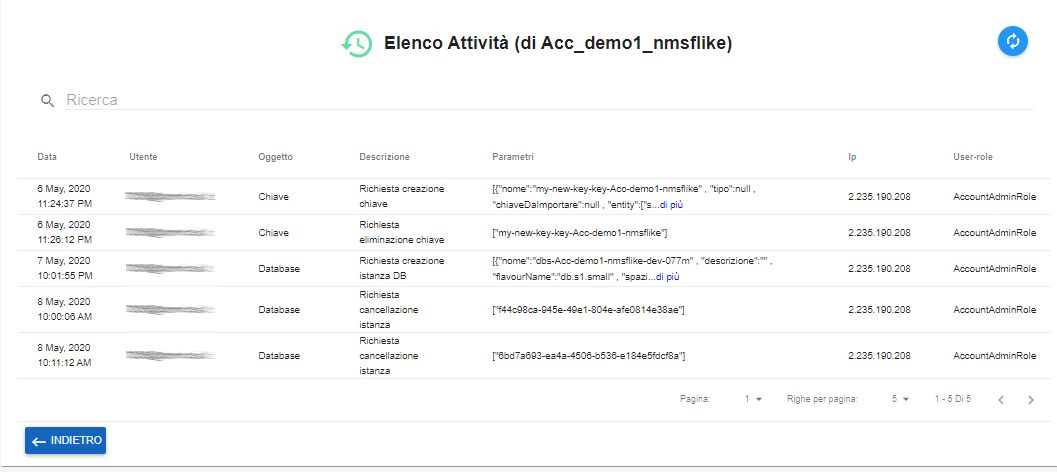 Elenco Attività (di Acc_demo1_nmsflike)
Ricerca
Data Utente Oggetto Descrizione Parametri Ip User-role
6 May, 2020 11:24:37 PM Chiave Richiesta creazione chiave [{"nome":"my-new-key-key-Acc-demo1-nmsflike" , "tipo":null , "chiaveDaImportare":null , "entity":["s...di più 2.235.190.208 AccountAdminRole
6 May, 2020 11:26:12 PM Chiave Richiesta eliminazione chiave ["my-new-key-key-Acc-demo1-nmsflike"] 2.235.190.208 AccountAdminRole
7 May, 2020 10:01:55 PM Database Richiesta creazione istanza DB [{"nome":"dbs-Acc-demo1-nmsflike-dev-077m" , "descrizione":"" , "flavourName":"db.s1.small" , "spazi...di più 2.235.190.208 AccountAdminRole
8 May, 2020 10:00:06 AM Database Richiesta cancellazione istanza ["f44c98ca-945e-49e1-804e-afe0814e38ae"] 2.235.190.208 AccountAdminRole
8 May, 2020 10:11:12 AM Database Richiesta cancellazione istanza ["6bd7a693-ea4a-4506-b536-e184e5fdcf8a"] 2.235.190.208 AccountAdminRole
Pagina: 1 Righe per pagina: 5 1 - 5 Di 5
INDIETRO